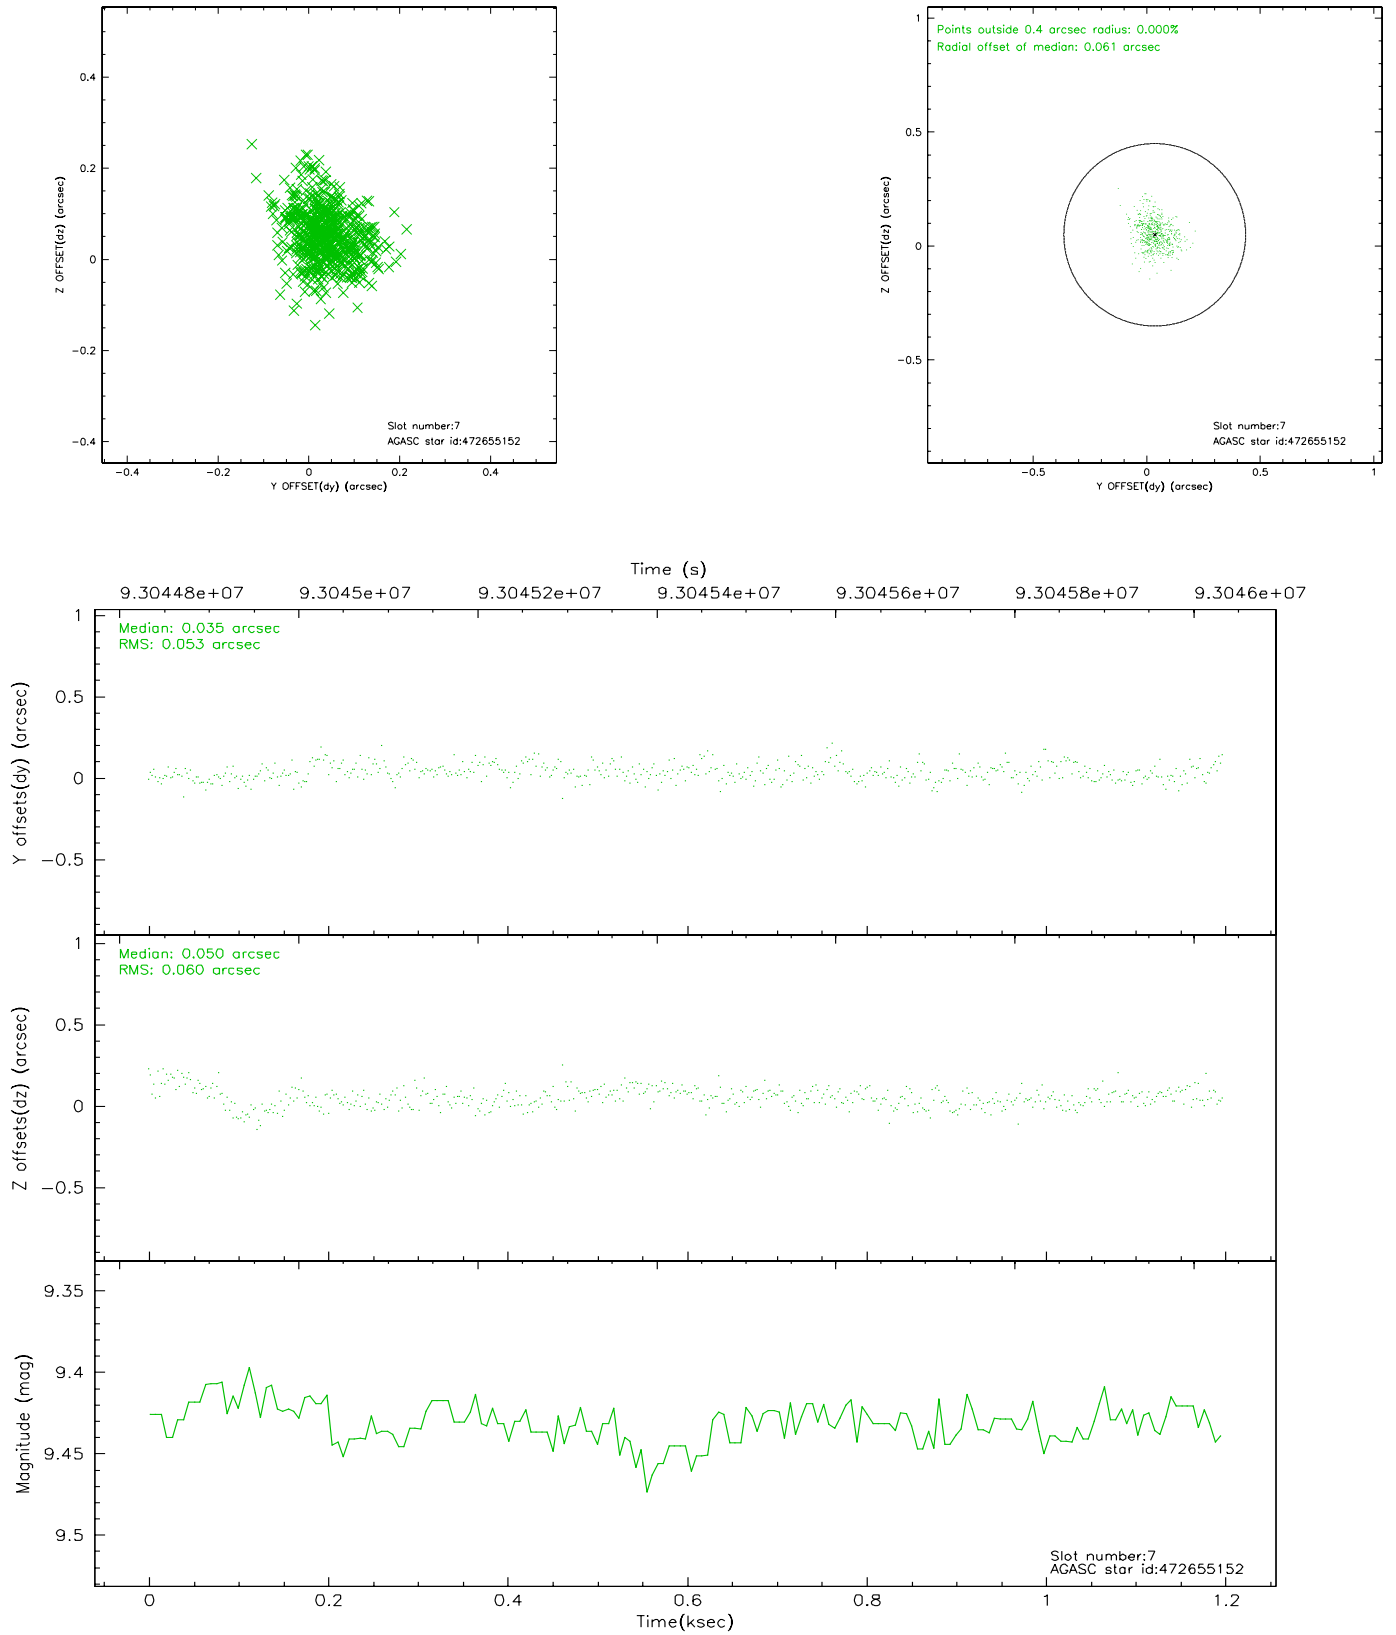 0.4
0.2
0
−0.2
−0.4
Z OFFSET(dz) (arcsec)
Slot number:7
AGASC star id:472655152
−0.4 −0.2 0 0.2 0.4
Y OFFSET(dy) (arcsec)
Points outside 0.4 arcsec radius: 0.000%
Radial offset of median: 0.061 arcsec
1
0.5
0
−0.5
Z OFFSET(dz) (arcsec)
Slot number:7
AGASC star id:472655152
−0.5 0 0.5 1
Y OFFSET(dy) (arcsec)
Time (s)
9.30448e+07 9.3045e+07 9.30452e+07 9.30454e+07 9.30456e+07 9.30458e+07 9.3046e+07
Median: 0.035 arcsec
RMS: 0.053 arcsec
1
0.5
0
−0.5
Y offsets(dy) (arcsec)
Median: 0.050 arcsec
RMS: 0.060 arcsec
1
0.5
0
−0.5
Z offsets(dz) (arcsec)
9.35
9.4
9.45
9.5
Magnitude (mag)
Slot number:7
AGASC star id:472655152
0 0.2 0.4 0.6 0.8 1 1.2
Time(ksec)